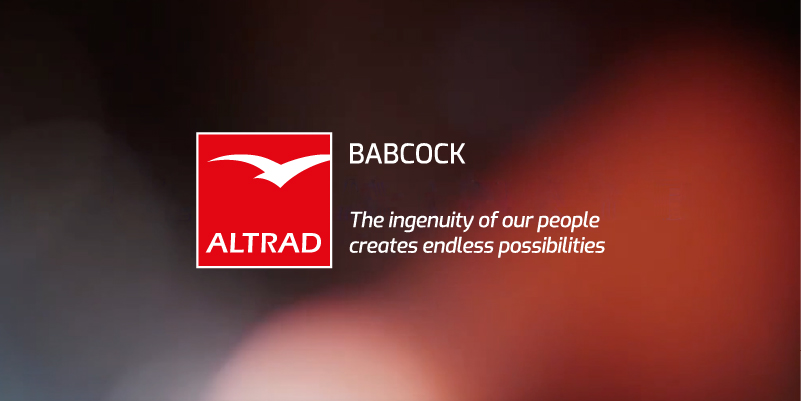 BABCOCK
ALTRAD
The ingenuity of our people
creates endless possibilities